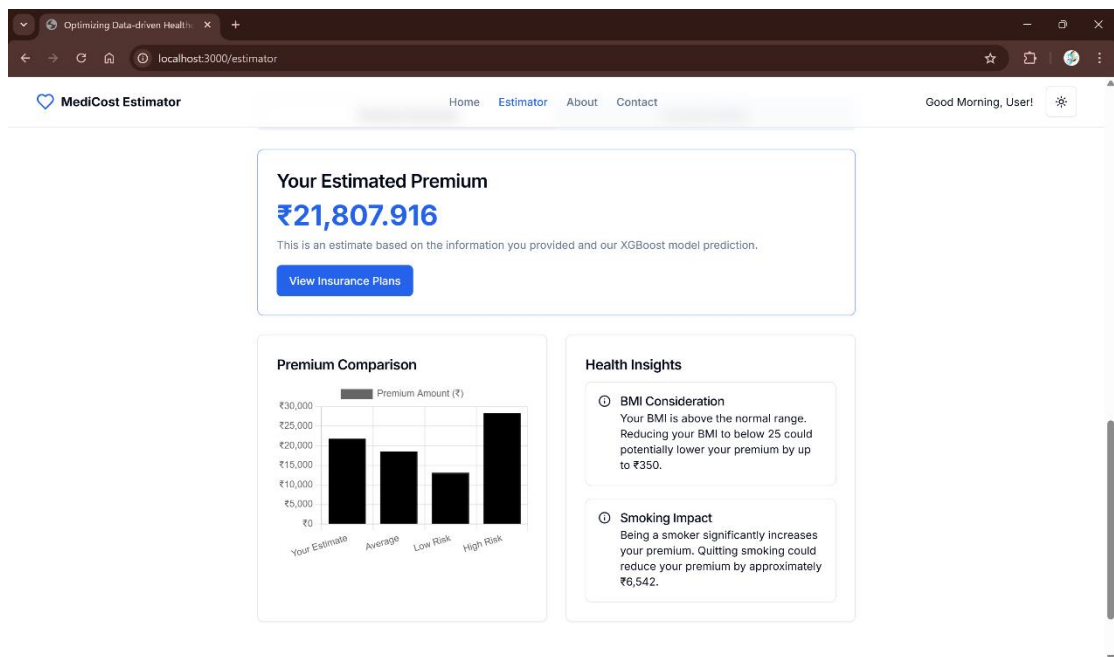 Optimizing Data-driven Healthc
localhost:3000/estimator
MediCost Estimator
Home Estimator About Contact
Good Morning, User!
Your Estimated Premium
₹21,807.916
This is an estimate based on the information you provided and our XGBoost model prediction.
View Insurance Plans
Premium Comparison
Premium Amount (₹)
₹30,000
₹25,000
₹20,000
₹15,000
₹10,000
₹5,000
₹0
Your Estimate Average Low Risk High Risk
Health Insights
BMI Consideration
Your BMI is above the normal range.
Reducing your BMI to below 25 could
potentially lower your premium by up
to ₹350.
Smoking Impact
Being a smoker significantly increases
your premium. Quitting smoking could
reduce your premium by approximately
₹6,542.